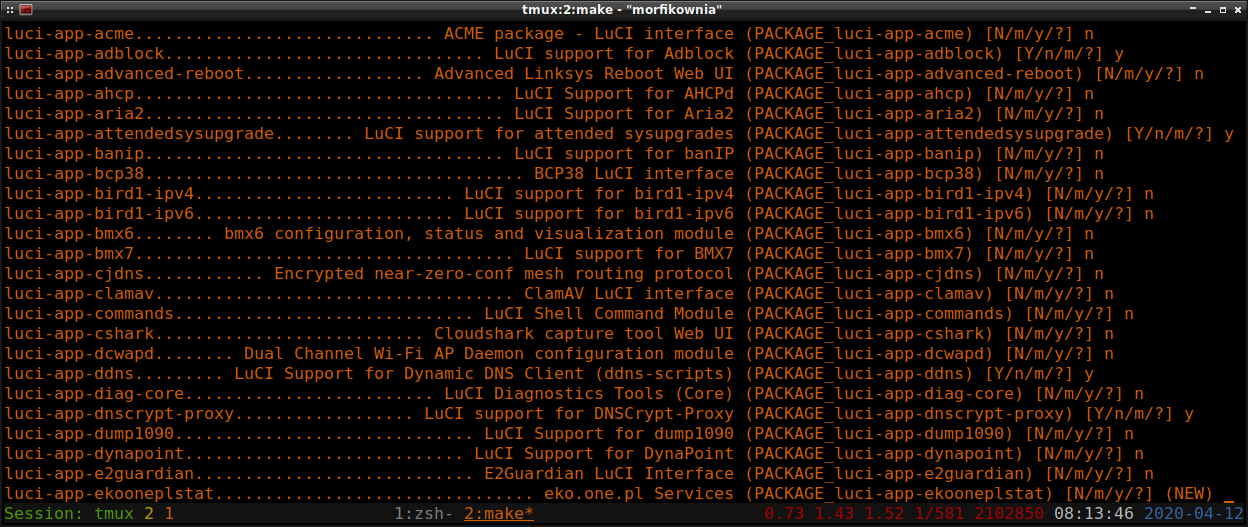 tmux:2:make - "morfikownia"
luci-app-acme.............................. ACME package - LuCI interface (PACKAGE_luci-app-acme) [N/m/y/?] n
luci-app-adblock................................ LuCI support for Adblock (PACKAGE_luci-app-adblock) [Y/n/m/?] y
luci-app-advanced-reboot.................. Advanced Linksys Reboot Web UI (PACKAGE_luci-app-advanced-reboot) [N/m/y/?] n
luci-app-ahcp..................................... LuCI Support for AHCPd (PACKAGE_luci-app-ahcp) [N/m/y/?] n
luci-app-aria2.................................... LuCI Support for Aria2 (PACKAGE_luci-app-aria2) [N/m/y/?] n
luci-app-attendedsysupgrade........ LuCI support for attended sysupgrades (PACKAGE_luci-app-attendedsysupgrade) [Y/n/m/?] y
luci-app-banip.................................... LuCI support for banIP (PACKAGE_luci-app-banip) [N/m/y/?] n
luci-app-bcp38...................................... BCP38 LuCI interface (PACKAGE_luci-app-bcp38) [N/m/y/?] n
luci-app-bird1-ipv4.......................... LuCI support for bird1-ipv4 (PACKAGE_luci-app-bird1-ipv4) [N/m/y/?] n
luci-app-bird1-ipv6.......................... LuCI support for bird1-ipv6 (PACKAGE_luci-app-bird1-ipv6) [N/m/y/?] n
luci-app-bmx6........ bmx6 configuration, status and visualization module (PACKAGE_luci-app-bmx6) [N/m/y/?] n
luci-app-bmx7...................................... LuCI support for BMX7 (PACKAGE_luci-app-bmx7) [N/m/y/?] n
luci-app-cjdns............ Encrypted near-zero-conf mesh routing protocol (PACKAGE_luci-app-cjdns) [N/m/y/?] n
luci-app-clamav.................................... ClamAV LuCI interface (PACKAGE_luci-app-clamav) [N/m/y/?] n
luci-app-commands.............................. LuCI Shell Command Module (PACKAGE_luci-app-commands) [N/m/y/?] n
luci-app-cshark........................... Cloudshark capture tool Web UI (PACKAGE_luci-app-cshark) [N/m/y/?] n
luci-app-dcwapd........ Dual Channel Wi-Fi AP Daemon configuration module (PACKAGE_luci-app-dcwapd) [N/m/y/?] n
luci-app-ddns......... LuCI Support for Dynamic DNS Client (ddns-scripts) (PACKAGE_luci-app-ddns) [Y/n/m/?] y
luci-app-diag-core......................... LuCI Diagnostics Tools (Core) (PACKAGE_luci-app-diag-core) [N/m/y/?] n
luci-app-dnscrypt-proxy.................. LuCI support for DNSCrypt-Proxy (PACKAGE_luci-app-dnscrypt-proxy) [Y/n/m/?] y
luci-app-dump1090.............................. LuCI Support for dump1090 (PACKAGE_luci-app-dump1090) [N/m/y/?] n
luci-app-dynapoint............................ LuCI Support for DynaPoint (PACKAGE_luci-app-dynapoint) [N/m/y/?] n
luci-app-e2guardian............................ E2Guardian LuCI Interface (PACKAGE_luci-app-e2guardian) [N/m/y/?] n
luci-app-ekooneplstat................................ eko.one.pl Services (PACKAGE_luci-app-ekooneplstat) [N/m/y/?] (NEW) _
Session: tmux 2 1 1:zsh- 2:make* 0.73 1.43 1.52 1/581 2102850 08:13:46 2020-04-12